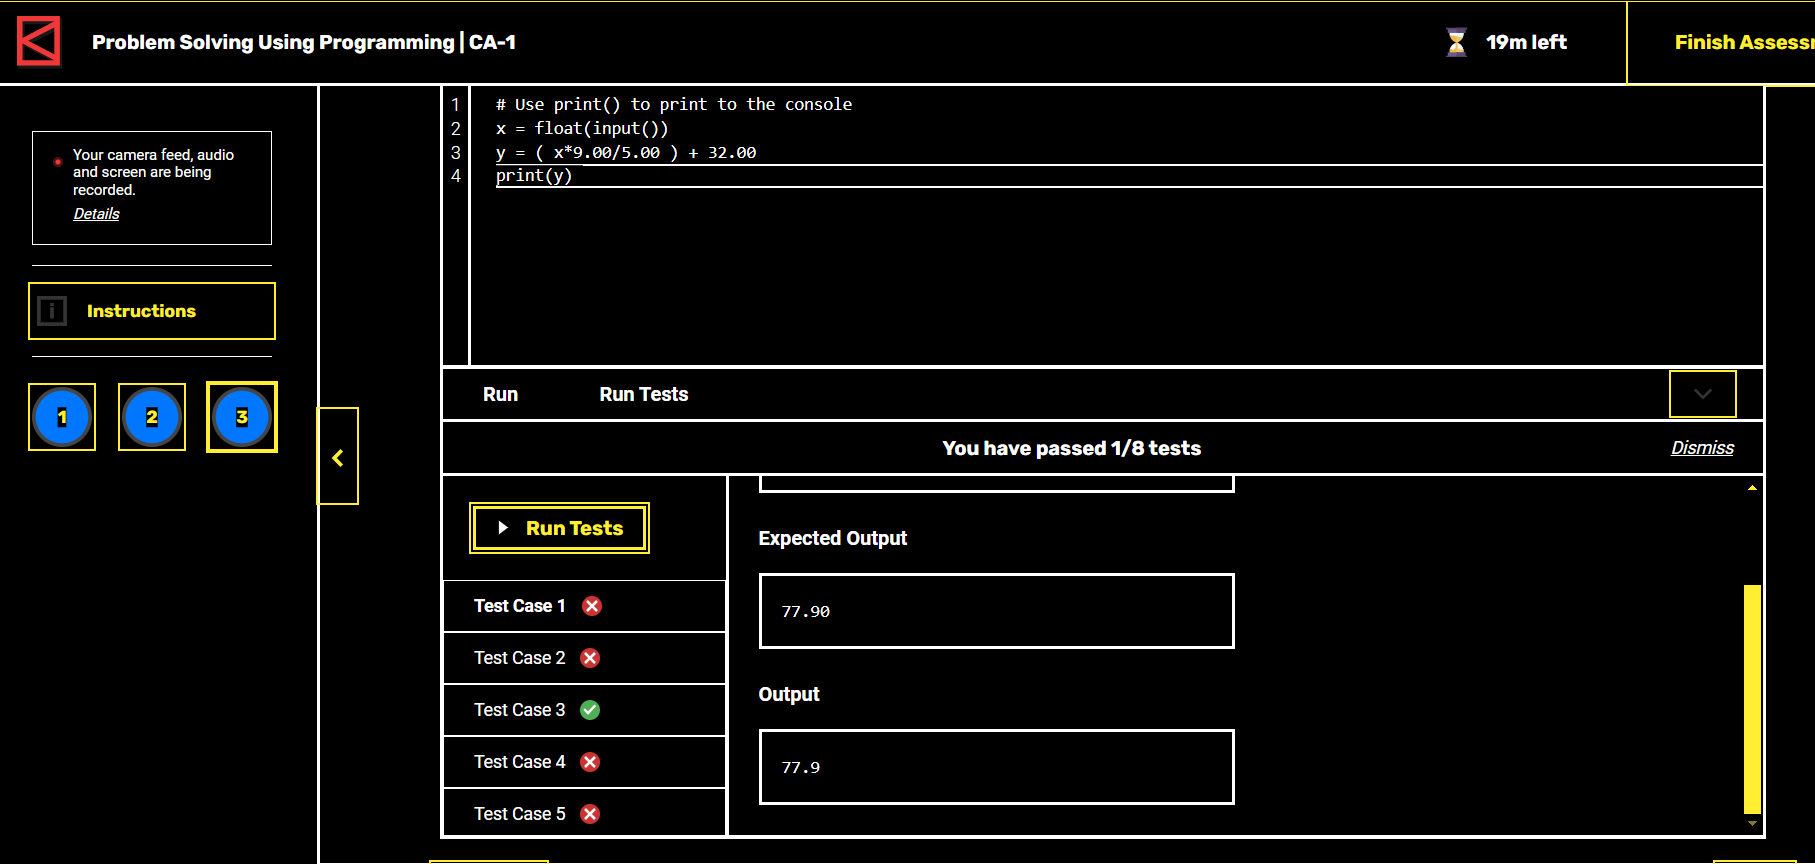 Problem Solving Using Programming | CA-1
19m left
Finish Assessm
Your camera feed, audio
and screen are being
recorded.
Details
Instructions
1
2
3
1 # Use print() to print to the console
2 x = float(input())
3 y = ( x*9.00/5.00 ) + 32.00
4 print(y)
Run
Run Tests
You have passed 1/8 tests
Dismiss
Run Tests
Test Case 1
Test Case 2
Test Case 3
Test Case 4
Test Case 5
Expected Output
77.90
Output
77.9